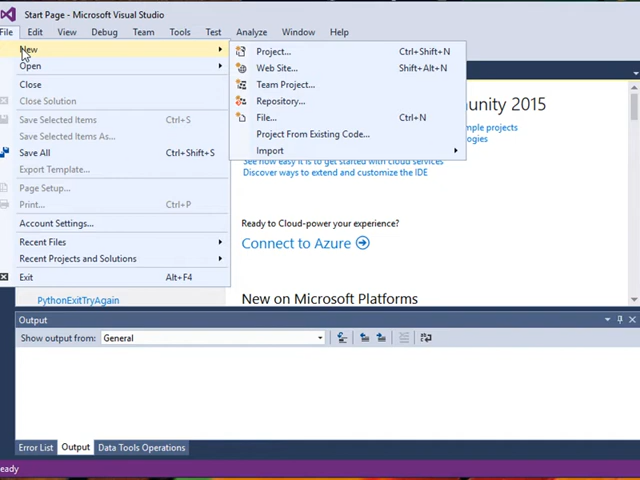 Start Page - Microsoft Visual Studio
File Edit View Debug Team Tools Test Analyze Window Help
New
Open
Close
Close Solution
Save Selected Items Ctrl+S
Save Selected Items As...
Save All Ctrl+Shift+S
Export Template...
Page Setup...
Print... Ctrl+P
Account Settings...
Recent Files
Recent Projects and Solutions
Exit Alt+F4
Project... Ctrl+Shift+N
Web Site... Shift+Alt+N
Team Project...
Repository...
File... Ctrl+N
Project From Existing Code...
Import
unity 2015
ple projects
ologies
See how easy it is to get started with cloud services
Discover ways to extend and customize the IDE
Ready to Cloud-power your experience?
Connect to Azure
New on Microsoft Platforms
PythonExitTryAgain
Output
Show output from: General
Error List Output Data Tools Operations
eady